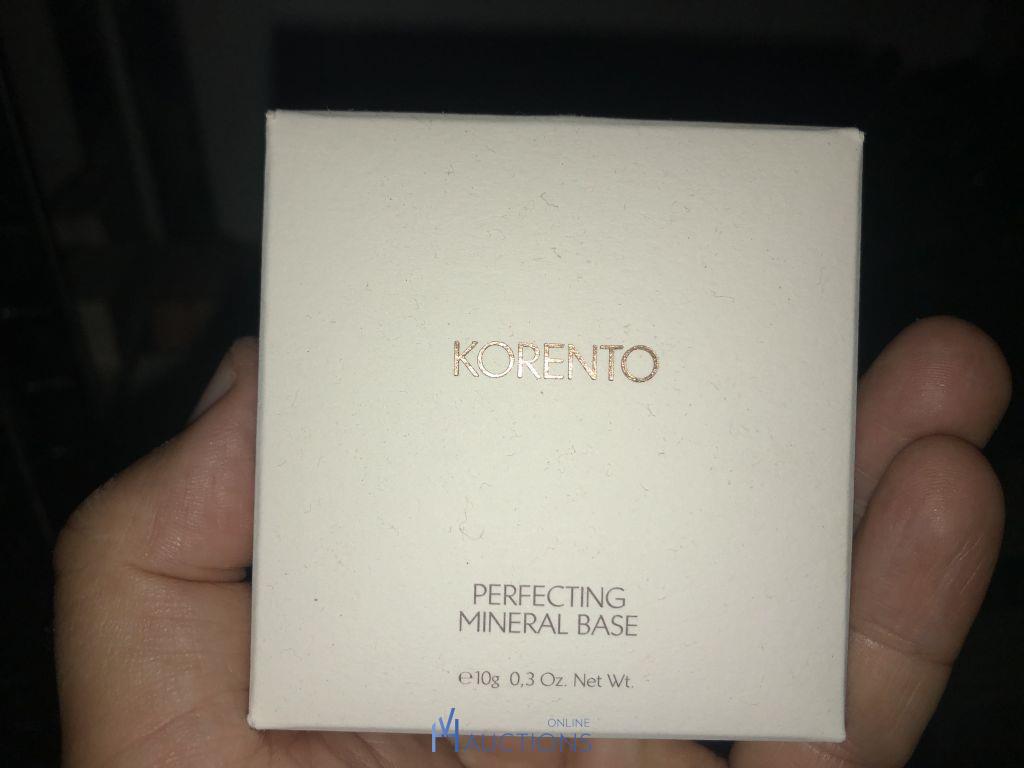 KORENTO
PERFECTING
MINERAL BASE
℮10g 0,3 Oz. Net Wt.
ONLINE
AUCTIONS